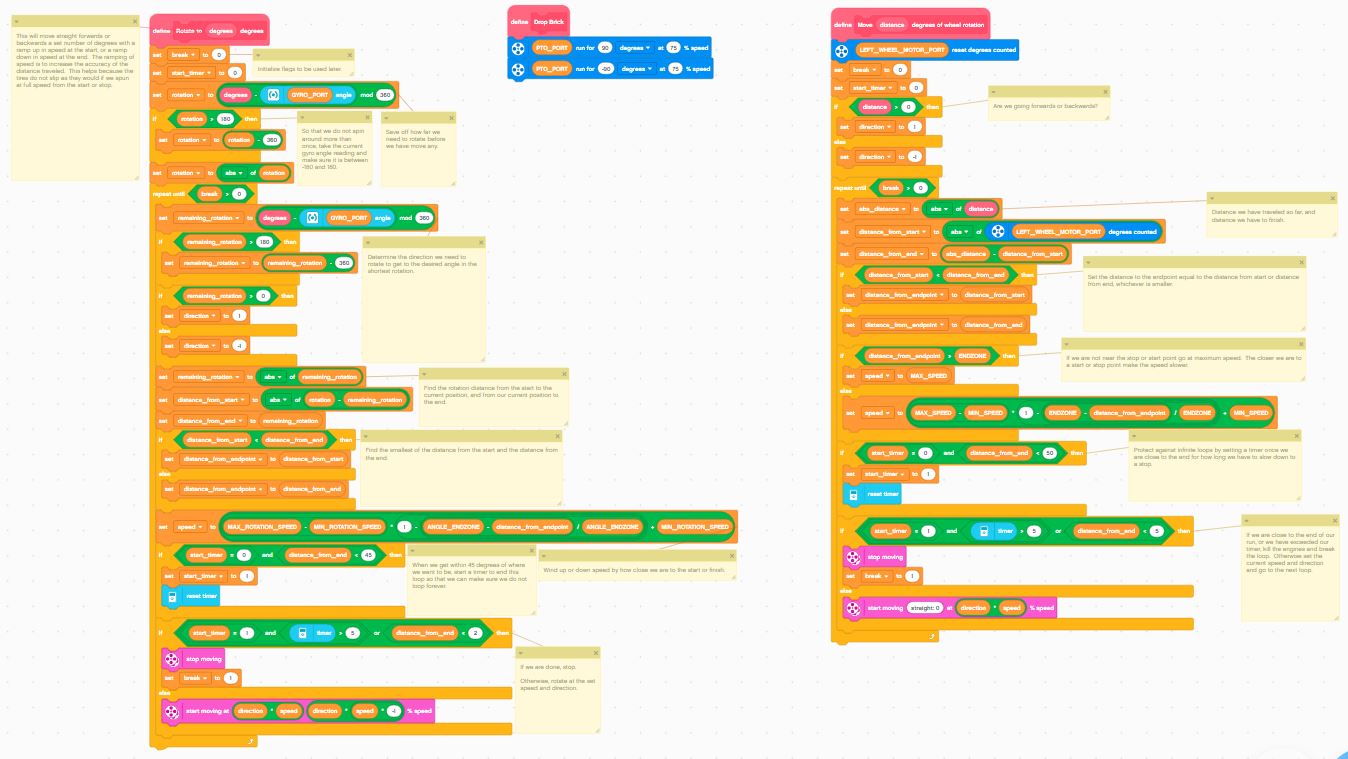 This will move straight forwards or
backwards a set number of degrees with a
ramp up in speed at the start, or a ramp
down in speed at the end. The ramping of
speed is to increase the accuracy of the
distance traveled. This helps because the
tires do not slip as they would if we spun
at full speed from the start or stop.
define Rotate to degrees degrees
set break to 0
Initialize flags to be used later.
set start_timer to 0
set rotation to degrees - GYRO_PORT angle mod 360
if rotation > 180 then
set rotation to rotation - 360
So that we do not spin
around more than
once, take the current
gyro angle reading and
make sure it is between
-180 and 180.
Save off how far we
need to rotate before
we have move any.
set rotation to abs of rotation
repeat until break > 0
set remaining_rotation to degrees - GYRO_PORT angle mod 360
if remaining_rotation > 180 then
set remaining_rotation to remaining_rotation - 360
Determine the direction we need to
rotate to get to the desired angle in the
shortest rotation.
if remaining_rotation > 0 then
set direction to 1
else
set direction to -1
set remaining_rotation to abs of remaining_rotation
set distance_from_start to abs of rotation - remaining_rotation
set distance_from_end to remaining_rotation
Find the rotation distance from the start to the
current position, and from our current position to
the end.
if distance_from_start < distance_from_end then
set distance_from_endpoint to distance_from_start
else
set distance_from_endpoint to distance_from_end
Find the smallest of the distance from the start and the distance from
the end.
set speed to MAX_ROTATION_SPEED - MIN_ROTATION_SPEED * 1 - ANGLE_ENDZONE - distance_from_endpoint / ANGLE_ENDZONE + MIN_ROTATION_SPEED
if start_timer = 0 and distance_from_end < 45 then
set start_timer to 1
reset timer
When we get within 45 degrees of where
we want to be, start a timer to end this
loop so that we can make sure we do not
loop forever.
Wind up or down speed by how close we are to the start or finish.
if start_timer = 1 and timer > 5 or distance_from_end < 2 then
stop moving
set break to 1
else
start moving at direction * speed direction * speed * -1 % speed
If we are done, stop.
Otherwise, rotate at the set
speed and direction.
define Drop Brick
PTO_PORT run for 90 degrees at 75 % speed
PTO_PORT run for -90 degrees at 75 % speed
define Move distance degrees of wheel rotation
LEFT_WHEEL_MOTOR_PORT reset degrees counted
set break to 0
set start_timer to 0
if distance > 0 then
Are we going forwards or backwards?
set direction to 1
else
set direction to -1
repeat until break > 0
set abs_distance to abs of distance
set distance_from_start to abs of LEFT_WHEEL_MOTOR_PORT degrees counted
set distance_from_end to abs_distance - distance_from_start
Distance we have traveled so far, and
distance we have to finish.
if distance_from_start < distance_from_end then
set distance_from_endpoint to distance_from_start
else
set distance_from_endpoint to distance_from_end
Set the distance to the endpoint equal to the distance from start or distance
from end, whichever is smaller.
if distance_from_endpoint > ENDZONE then
set speed to MAX_SPEED
else
set speed to MAX_SPEED - MIN_SPEED * 1 - ENDZONE - distance_from_endpoint / ENDZONE + MIN_SPEED
If we are not near the stop or start point go at maximum speed. The closer we are to
a start or stop point make the speed slower.
if start_timer = 0 and distance_from_end < 50 then
set start_timer to 1
reset timer
Protect against infinite loops by setting a timer once we
are close to the end for how long we have to slow down to
a stop.
if start_timer = 1 and timer > 5 or distance_from_end < 5 then
stop moving
set break to 1
else
start moving straight: 0 at direction * speed % speed
If we are close to the end of our
run, or we have exceeded our
timer, kill the engines and break
the loop. Otherwise set the
current speed and direction
and go to the next loop.